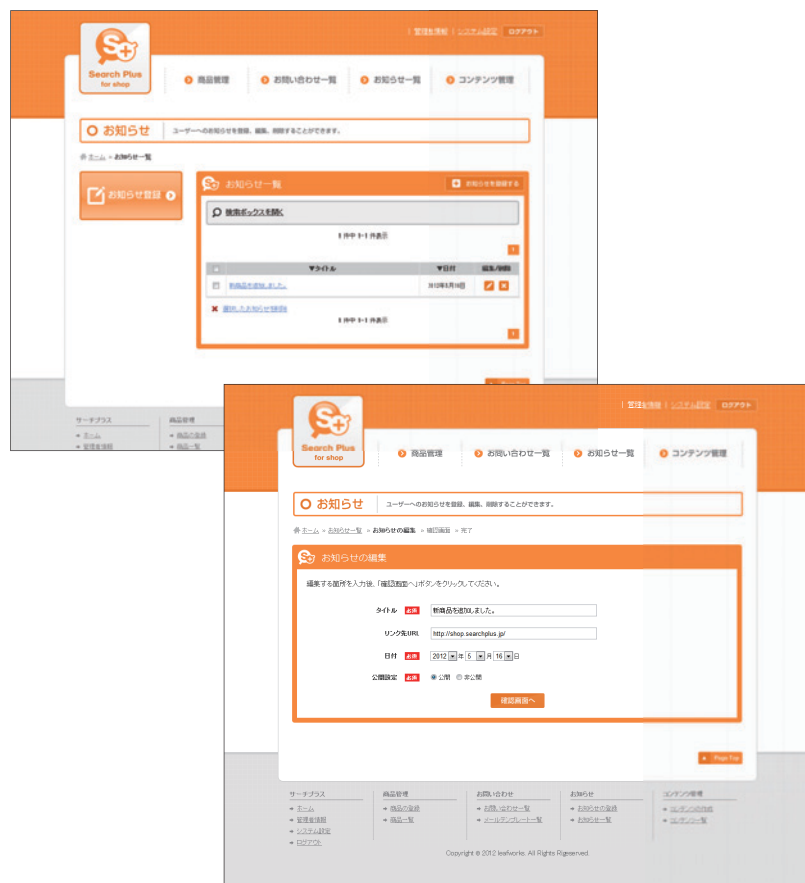 管理者情報 | システム設定 ログアウト
Search Plus
for shop
商品管理 お問い合わせ一覧 お知らせ一覧 コンテンツ管理
お知らせ ユーザーへのお知らせを登録、編集、削除することができます。
ホーム » お知らせ一覧
お知らせ登録
お知らせ一覧 お知らせを登録する
検索ボックスを開く
1 件中 1-1 件表示
1
▼タイトル ▼日付 編集/削除
新商品を追加しました。 2012年5月16日
選択したお知らせを削除
1 件中 1-1 件表示
1
サーチプラス 商品管理
ホーム 商品の登録
管理者情報 商品一覧
管理者情報 | システム設定 ログアウト
Search Plus
for shop
商品管理 お問い合わせ一覧 お知らせ一覧 コンテンツ管理
お知らせ ユーザーへのお知らせを登録、編集、削除することができます。
ホーム » お知らせ一覧 » お知らせの編集 » 確認画面 » 完了
お知らせの編集
編集する箇所を入力後、「確認画面へ」ボタンをクリックしてください。
タイトル 必須 新商品を追加しました。
リンク先URL http://shop.searchplus.jp/
日付 必須 2012 年 5 月 16 日
公開設定 必須 公開 非公開
確認画面へ
Page Top
サーチプラス 商品管理 お問い合わせ お知らせ コンテンツ管理
ホーム 商品の登録 お問い合わせ一覧 お知らせの登録 コンテンツの作成
管理者情報 商品一覧 メールテンプレート一覧 お知らせ一覧 コンテンツ一覧
システム設定
ログアウト
Copyright © 2012 leafworks. All Rights Rigeserved.